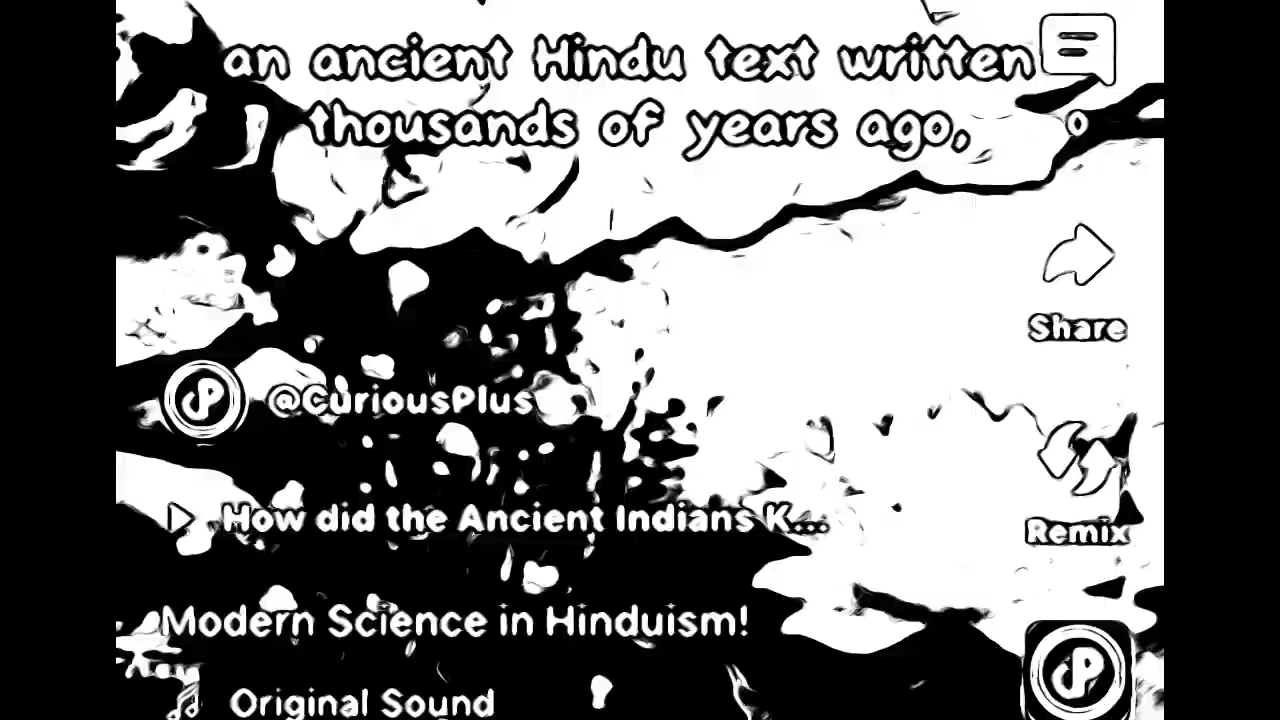 an ancient Hindu text written
thousands of years ago,
0
Share
@CuriousPlus
How did the Ancient Indians K...
Remix
Modern Science in Hinduism!
Original Sound